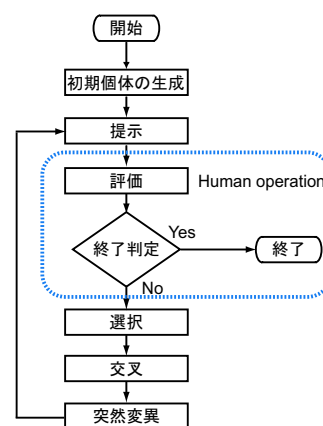 開始
初期個体の生成
提示
評価
Human operation
終了判定
Yes
終了
No
選択
交叉
突然変異